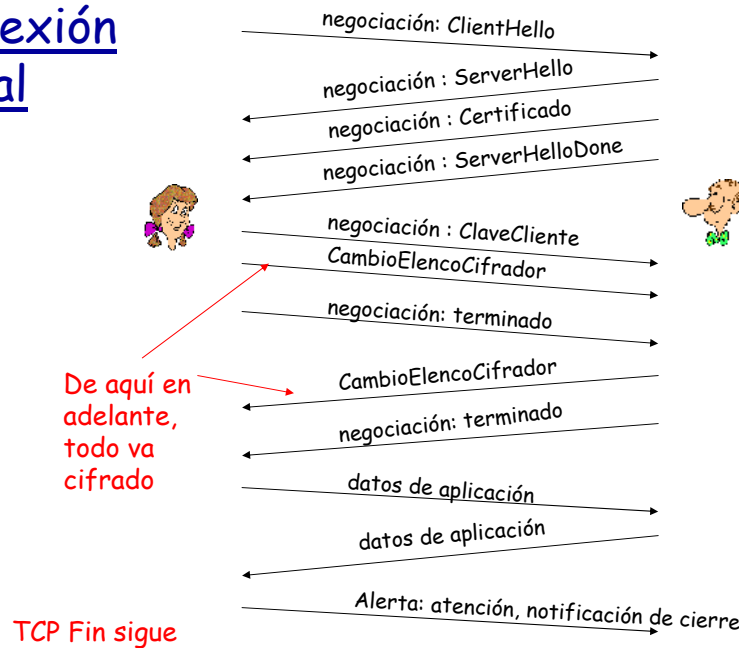 exión
al
negociación: ClientHello
negociación : ServerHello
negociación : Certificado
negociación : ServerHelloDone
negociación : ClaveCliente
CambioElencoCifrador
negociación: terminado
De aquí en
adelante,
todo va
cifrado
CambioElencoCifrador
negociación: terminado
datos de aplicación
datos de aplicación
Alerta: atención, notificación de cierre
TCP Fin sigue